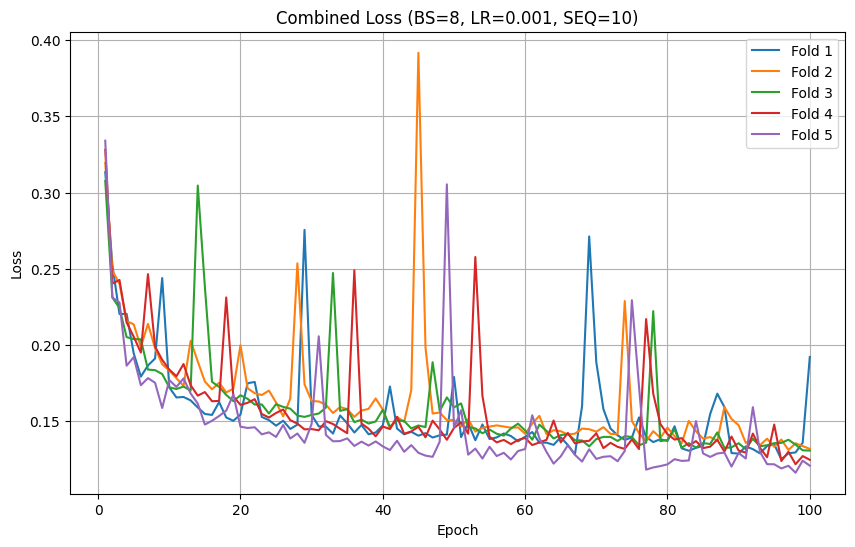 Combined Loss (BS=8, LR=0.001, SEQ=10)
Loss
0.40
0.35
0.30
0.25
0.20
0.15
Fold 1
Fold 2
Fold 3
Fold 4
Fold 5
0
20
40
60
80
100
Epoch